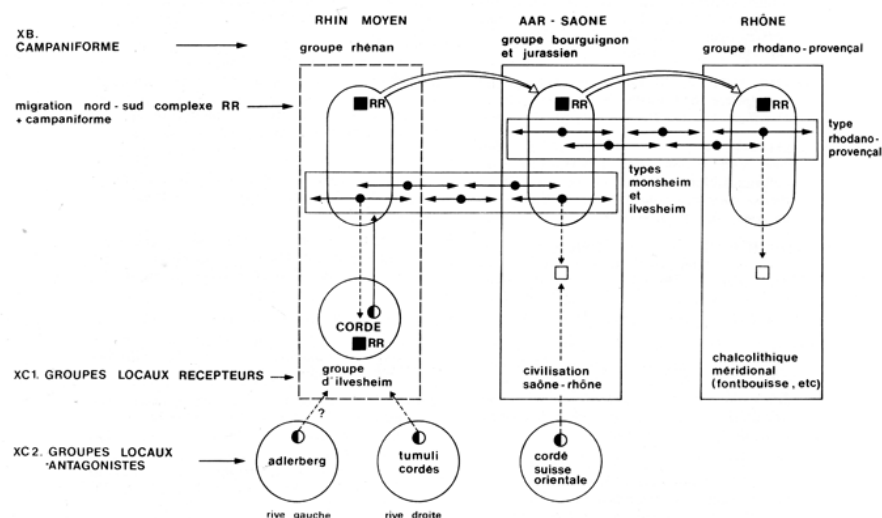 RHIN MOYEN
AAR - SAONE
RHÔNE
XB.
CAMPANIFORME
groupe rhénan
groupe bourguignon
et jurassien
groupe rhodano-provençal
migration nord-sud complexe RR
+ campaniforme
RR
RR
RR
type
rhodano-
provençal
types
monsheim
et
ilvesheim
CORDE
RR
XC1. GROUPES LOCAUX RECEPTEURS
groupe
d'ilvesheim
civilisation
saône-rhône
chalcolithique
méridional
(fontbouisse, etc)
?
XC2. GROUPES LOCAUX
ANTAGONISTES
adlerberg
tumuli
cordés
cordé
suisse
orientale
rive gauche
rive droite